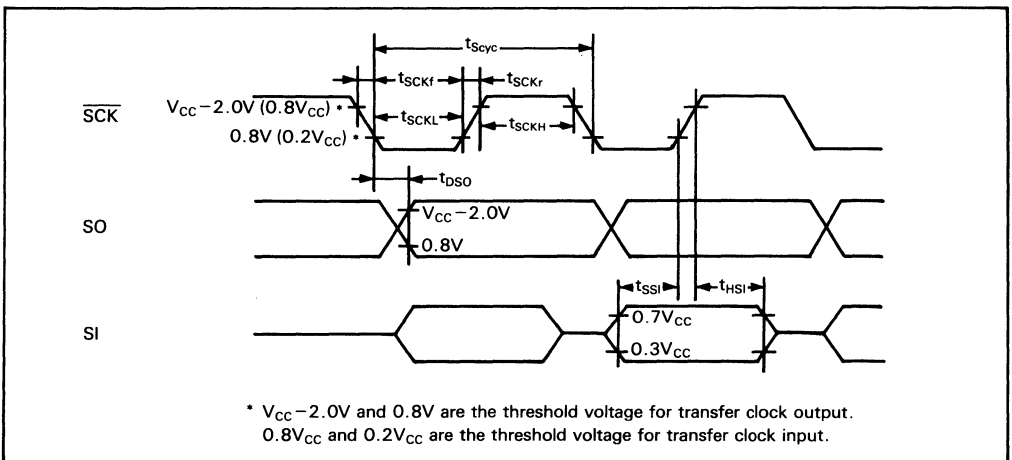 tScyc
tSCKf
tSCKr
SCK
VCC−2.0V (0.8VCC) *
tSCKL
tSCKH
0.8V (0.2VCC) *
tDSO
SO
VCC−2.0V
0.8V
tSSI
tHSI
SI
0.7VCC
0.3VCC
* VCC−2.0V and 0.8V are the threshold voltage for transfer clock output.
0.8VCC and 0.2VCC are the threshold voltage for transfer clock input.